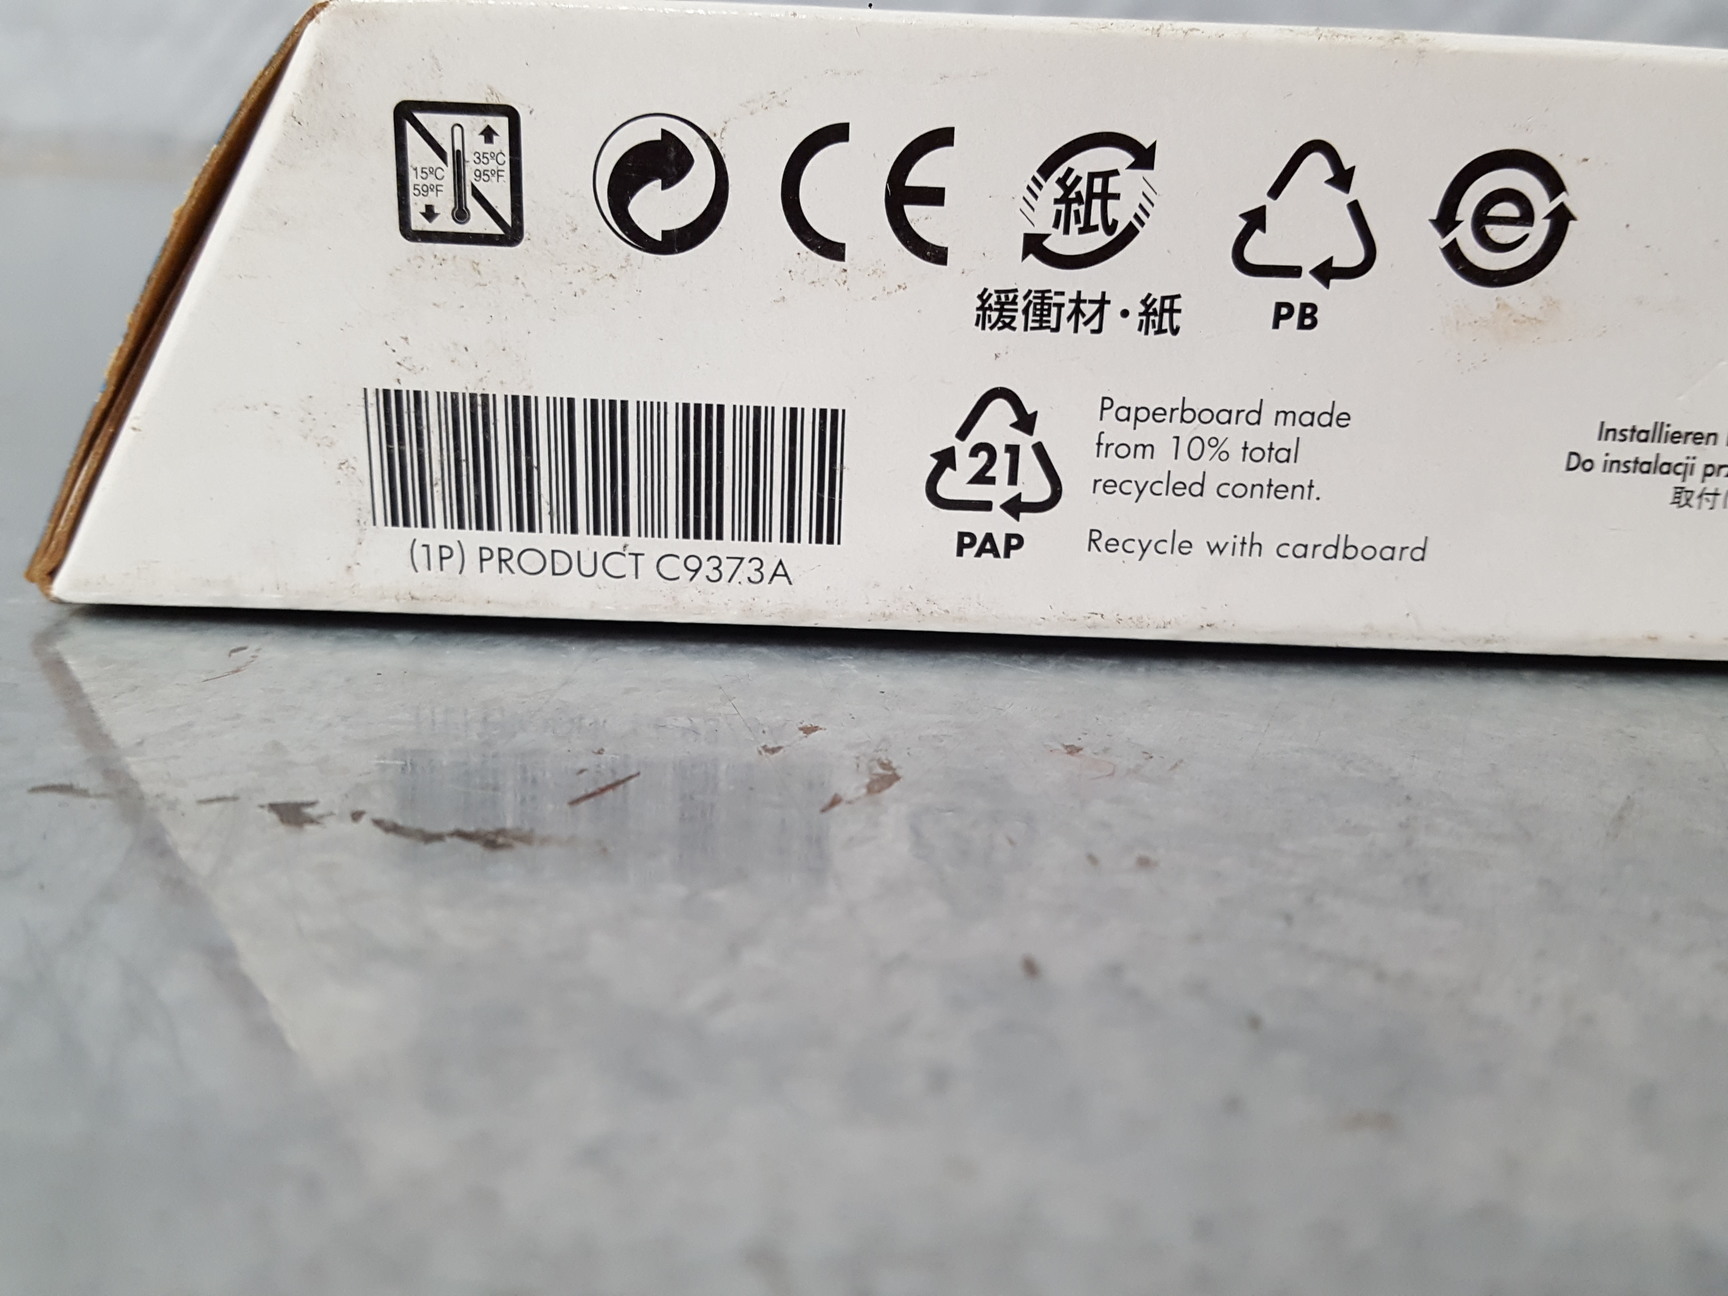 15ºC
59ºF
35ºC
95ºF
CE
紙
緩衝材・紙
PB
e
(1P) PRODUCT C9373A
21
PAP
Paperboard made
from 10% total
recycled content.
Recycle with cardboard
Installieren
Do instalacji
取付